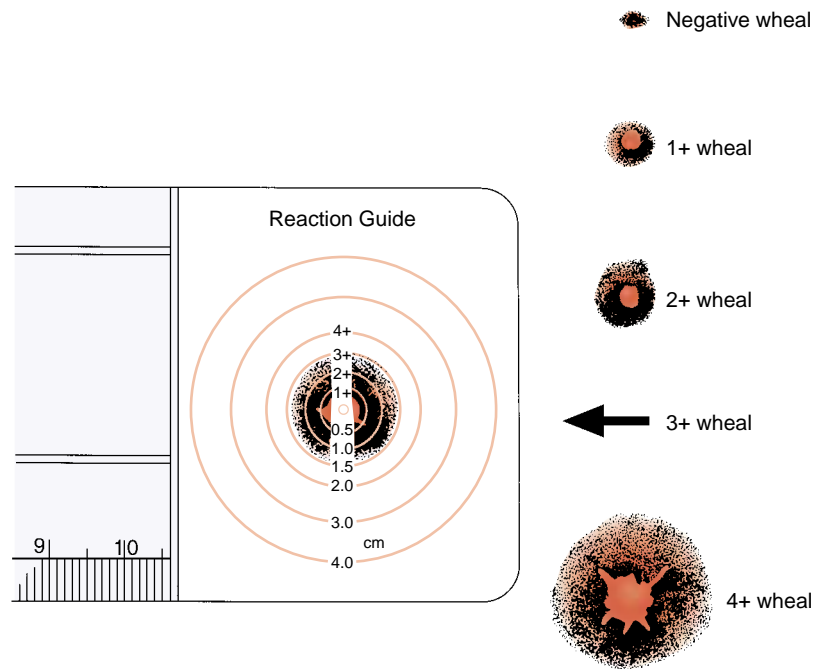 Negative wheal
1+ wheal
Reaction Guide
2+ wheal
4+
3+
2+
1+
3+ wheal
0.5
1.0
1.5
2.0
3.0
cm
9 10
4.0
4+ wheal